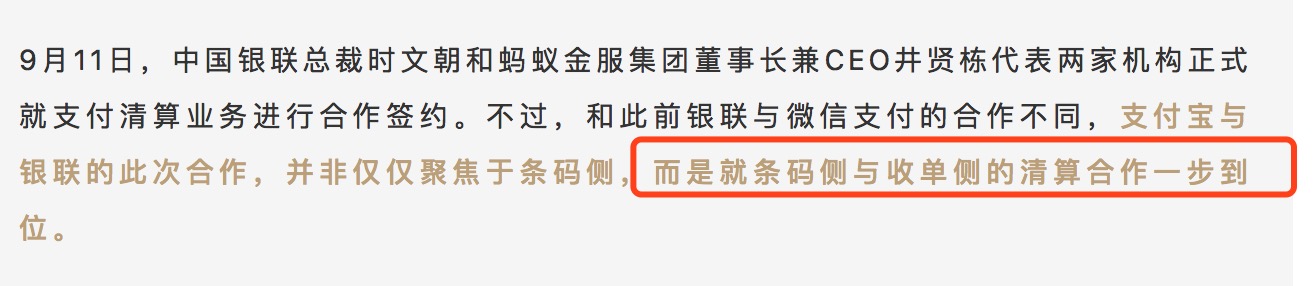 9月11日，中国银联总裁时文朝和蚂蚁金服集团董事长兼CEO井贤栋代表两家机构正式
就支付清算业务进行合作签约。不过，和此前银联与微信支付的合作不同，支付宝与
银联的此次合作，并非仅仅聚焦于条码侧，而是就条码侧与收单侧的清算合作一步到
位。